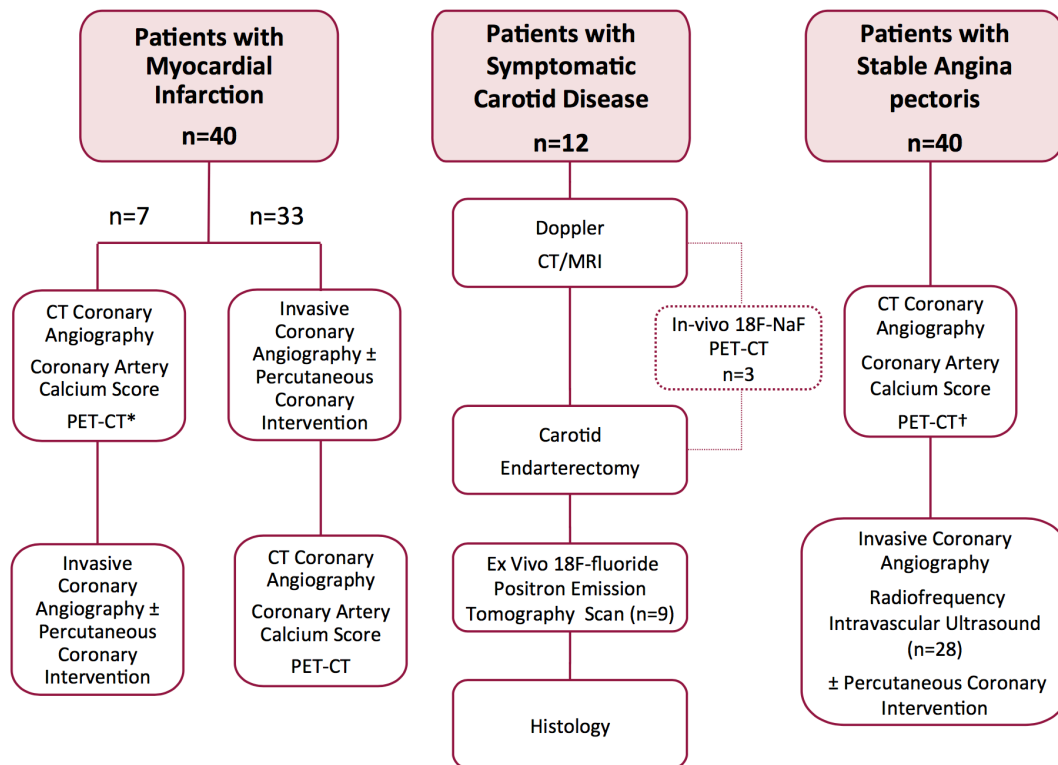 Patients with
Myocardial
Infarction
n=40
n=7
n=33
CT Coronary
Angiography
Coronary Artery
Calcium Score
PET-CT*
Invasive
Coronary
Angiography ±
Percutaneous
Coronary
Intervention
Invasive
Coronary
Angiography ±
Percutaneous
Coronary
Intervention
CT Coronary
Angiography
Coronary Artery
Calcium Score
PET-CT
Patients with
Symptomatic
Carotid Disease
n=12
Doppler
CT/MRI
In-vivo 18F-NaF
PET-CT
n=3
Carotid
Endarterectomy
Ex Vivo 18F-fluoride
Positron Emission
Tomography Scan (n=9)
Histology
Patients with
Stable Angina
pectoris
n=40
CT Coronary
Angiography
Coronary Artery
Calcium Score
PET-CT†
Invasive Coronary
Angiography
Radiofrequency
Intravascular Ultrasound
(n=28)
± Percutaneous Coronary
Intervention